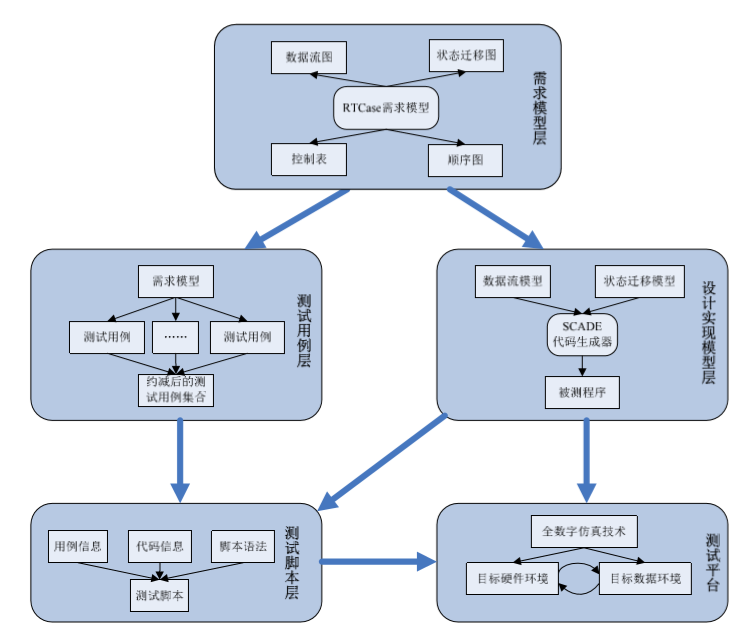 数据流图
状态迁移图
RTCase需求模型
控制表
顺序图
需求模型层
需求模型
测试用例
……
测试用例
约减后的测
试用例集合
测试用例层
数据流模型
状态迁移模型
SCADE
代码生成器
被测程序
设计实现模型层
用例信息
代码信息
脚本语法
测试脚本
测试脚本层
全数字仿真技术
目标硬件环境
目标数据环境
测试平台